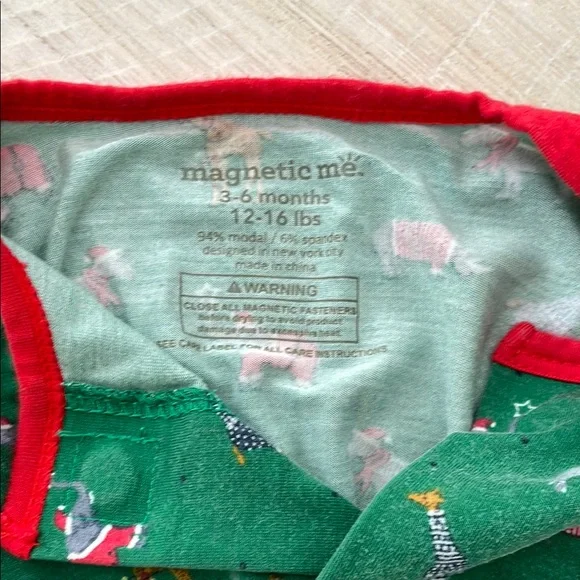 magnetic me.
3-6 months
12-16 lbs
94% modal / 6% spandex
designed in new york city
made in china
⚠ WARNING
CLOSE ALL MAGNETIC FASTENERS
Before drying to avoid product
damage due to excessive heat.
SEE CARE LABEL FOR ALL CARE INSTRUCTIONS